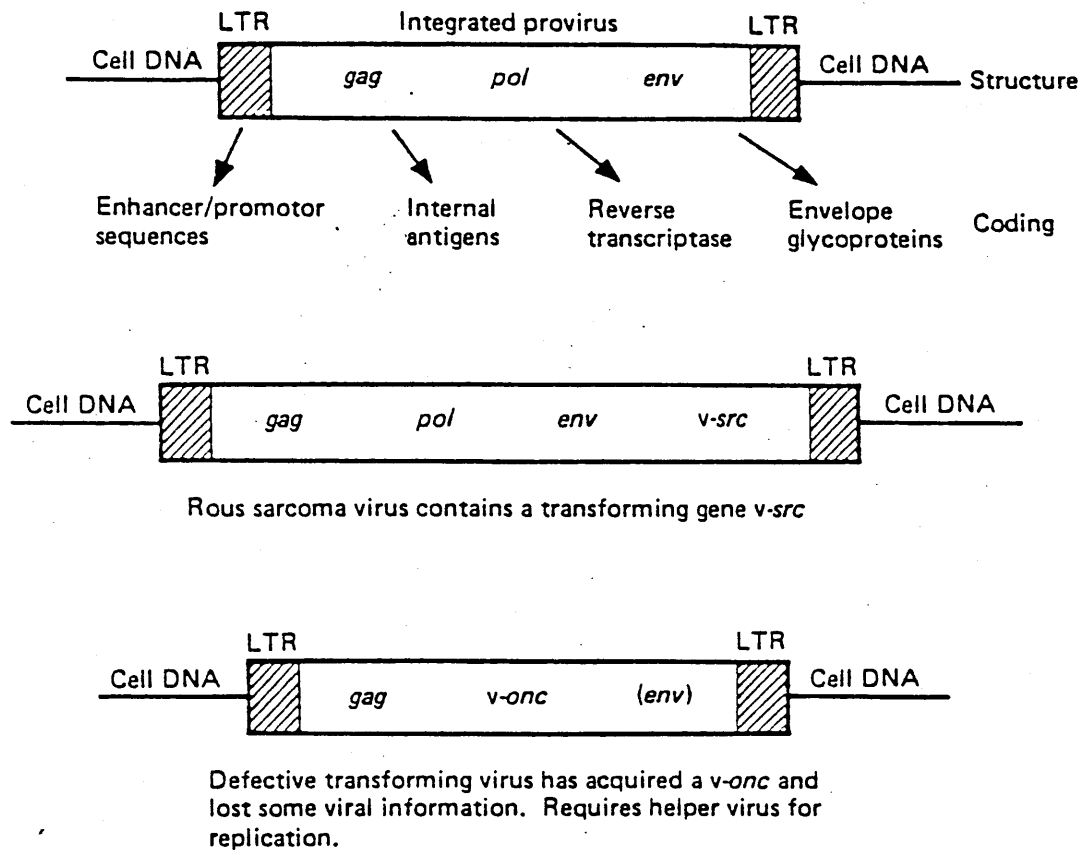 LTR Integrated provirus LTR
Cell DNA gag pol env Cell DNA Structure
Enhancer/promotor Internal Reverse Envelope Coding
sequences antigens transcriptase glycoproteins
LTR LTR
Cell DNA gag pol env v-src Cell DNA
Rous sarcoma virus contains a transforming gene v-src
LTR LTR
Cell DNA gag v-onc (env) Cell DNA
Defective transforming virus has acquired a v-onc and
lost some viral information. Requires helper virus for
replication.